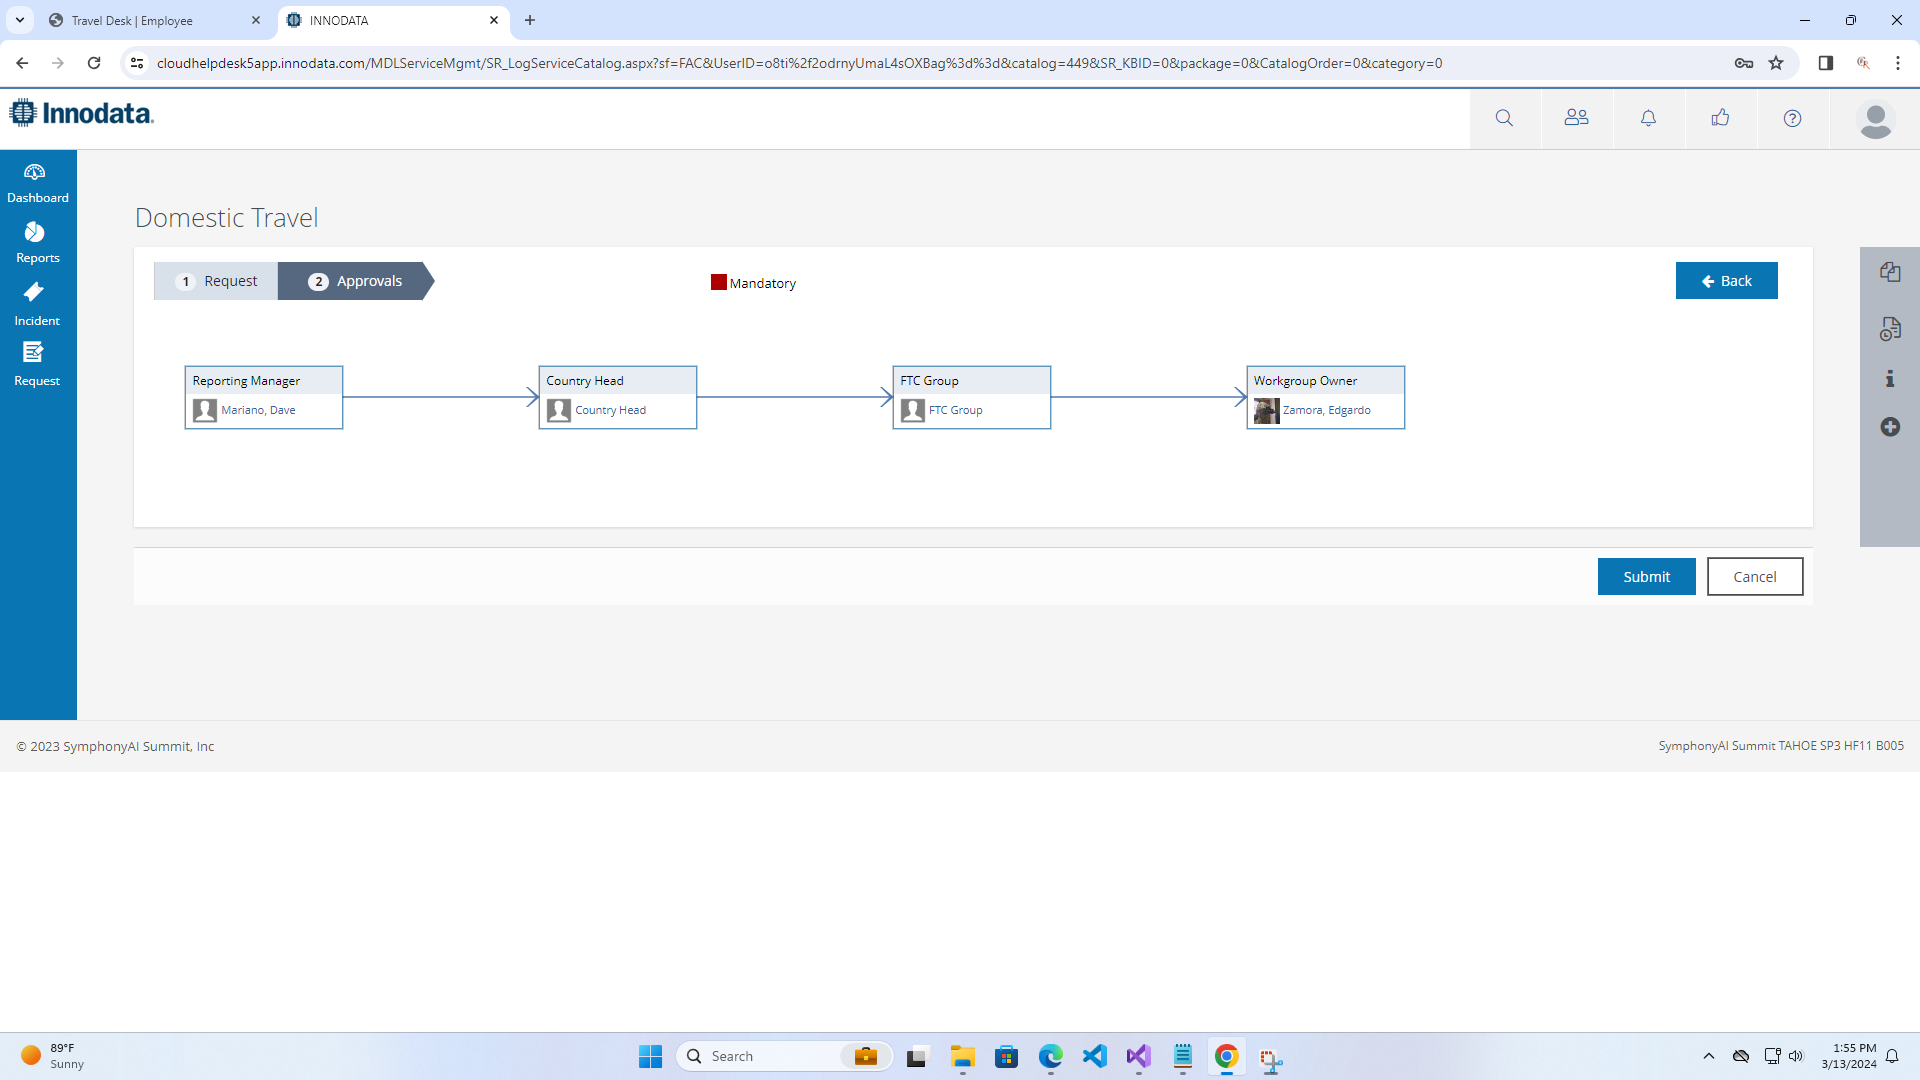 Travel Desk | Employee
INNODATA
cloudhelpdesk5app.innodata.com/MDLServiceMgmt/SR_LogServiceCatalog.aspx?sf=FAC&UserID=o8ti%2f2odrnyUmaL4sOXBag%3d%3d&catalog=449&SR_KBID=0&package=0&CatalogOrder=0&category=0
Innodata
Dashboard
Reports
Incident
Request
Domestic Travel
1 Request
2 Approvals
Mandatory
Back
Reporting Manager
Mariano, Dave
Country Head
Country Head
FTC Group
FTC Group
Workgroup Owner
Zamora, Edgardo
Submit
Cancel
© 2023 SymphonyAI Summit, Inc
SymphonyAI Summit TAHOE SP3 HF11 B005
89°F
Sunny
Search
1:55 PM
3/13/2024